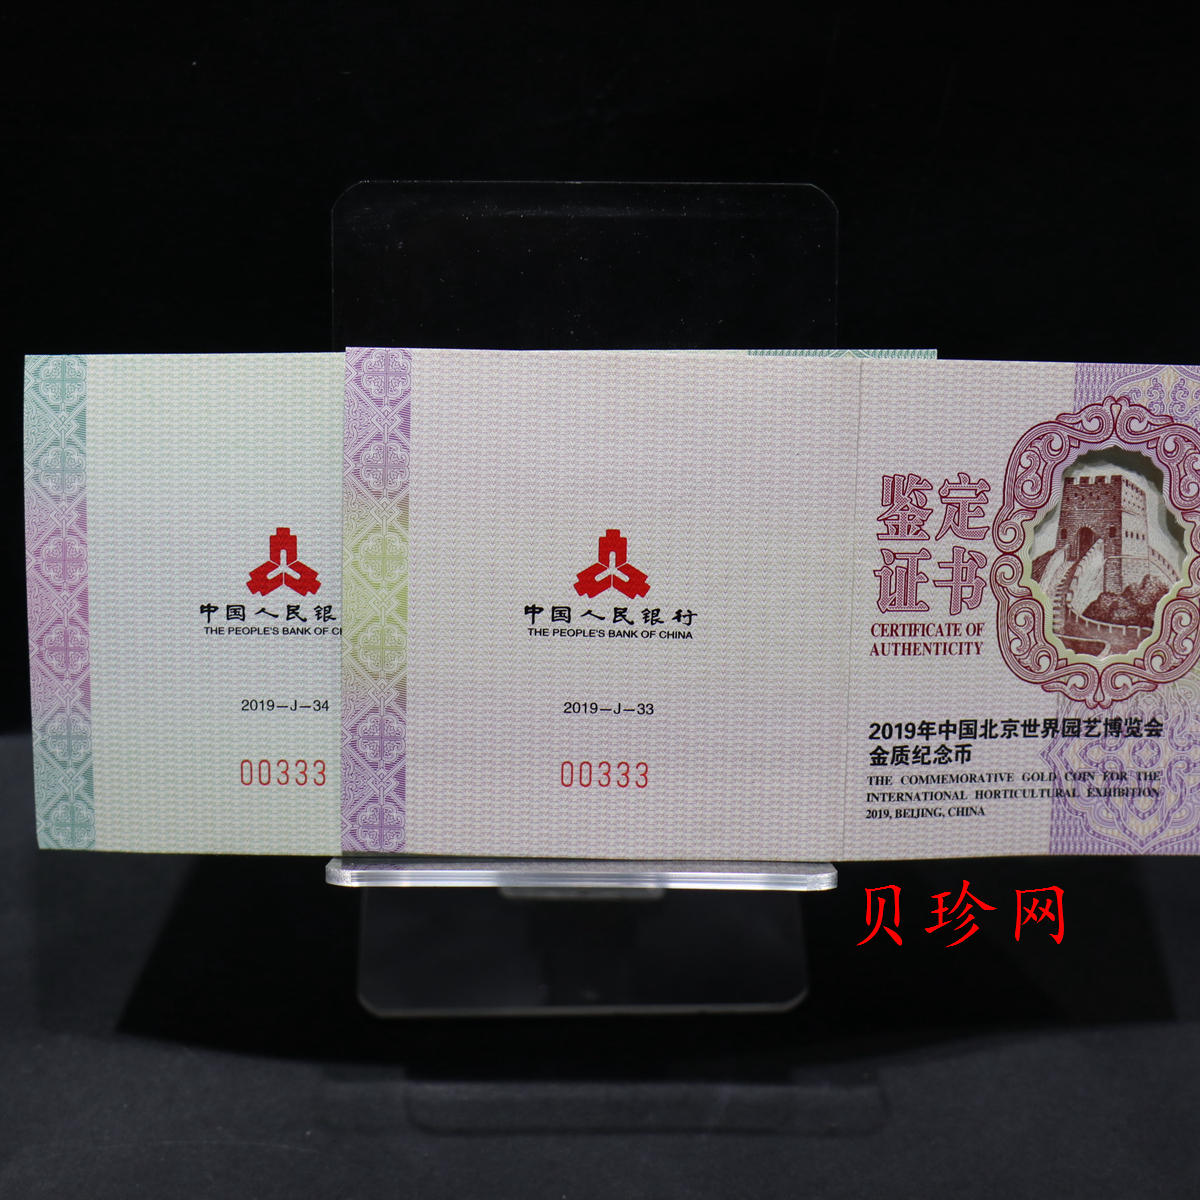 中国人民银
THE PEOPLE'S BANK OF CH
2019—J—34
00333
中国人民银行
THE PEOPLE'S BANK OF CHINA
2019—J—33
00333
鉴定
证书
CERTIFICATE OF
AUTHENTICITY
2019年中国北京世界园艺博览会
金质纪念币
THE COMMEMORATIVE GOLD COIN FOR THE
INTERNATIONAL HORTICULTURAL EXHIBITION
2019, BEIJING, CHINA
贝珍网